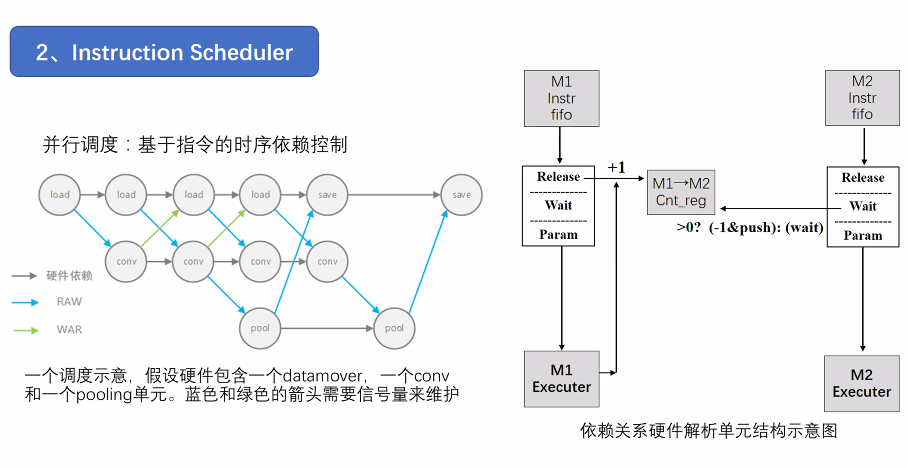 2、Instruction Scheduler
并行调度：基于指令的时序依赖控制
load load load load save save
conv conv conv conv
pool pool
硬件依赖
RAW
WAR
一个调度示意，假设硬件包含一个datamover，一个conv
和一个pooling单元。蓝色和绿色的箭头需要信号量来维护
M1
Instr
fifo
M2
Instr
fifo
Release
Wait
Param
+1
M1→M2
Cnt_reg
>0? (-1&push): (wait)
Release
Wait
Param
M1
Executer
M2
Executer
依赖关系硬件解析单元结构示意图